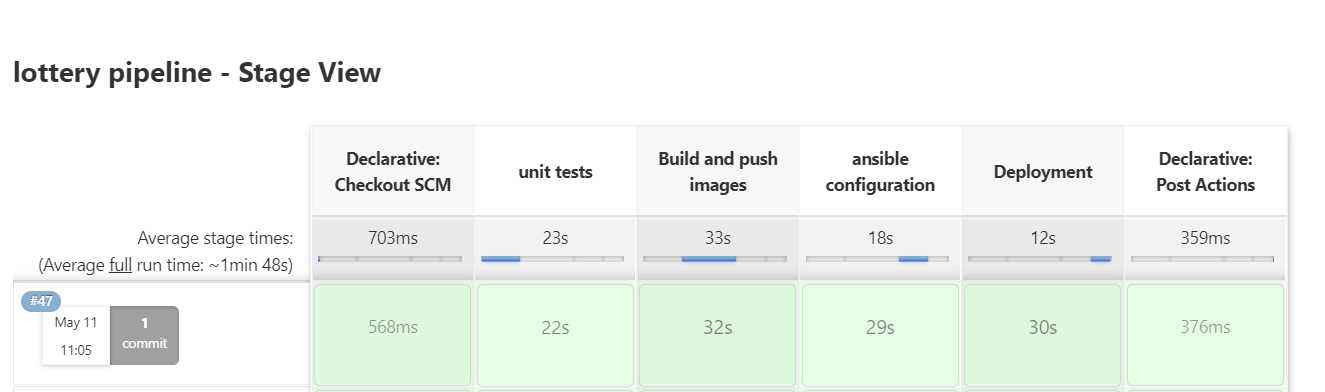 lottery pipeline - Stage View
Declarative:
Checkout SCM
unit tests
Build and push
images
ansible
configuration
Deployment
Declarative:
Post Actions
Average stage times:
703ms 23s 33s 18s 12s 359ms
(Average full run time: ~1min 48s)
#47
May 11
11:05
1
commit
568ms 22s 32s 29s 30s 376ms